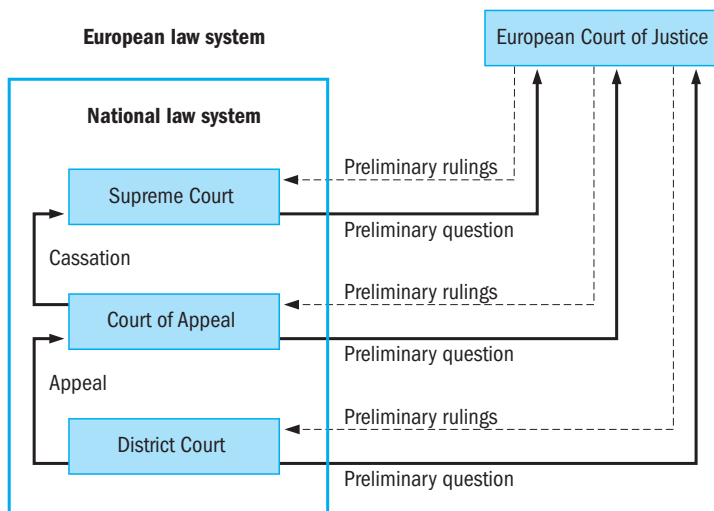 European law system
European Court of Justice
National law system
Preliminary rulings
Supreme Court
Preliminary question
Cassation
Preliminary rulings
Court of Appeal
Preliminary question
Appeal
Preliminary rulings
District Court
Preliminary question